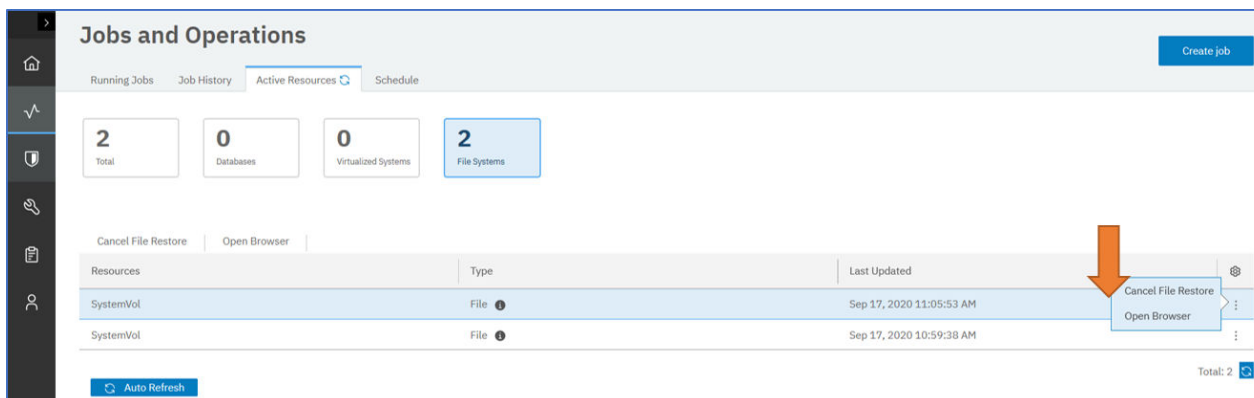 Jobs and Operations
Create job
Running Jobs Job History Active Resources Schedule
2 0 0 2
Total Databases Virtualized Systems File Systems
Cancel File Restore Open Browser
Resources Type Last Updated
Cancel File Restore
SystemVol File Sep 17, 2020 11:05:53 AM
Open Browser
SystemVol File Sep 17, 2020 10:59:38 AM
Total: 2
Auto Refresh